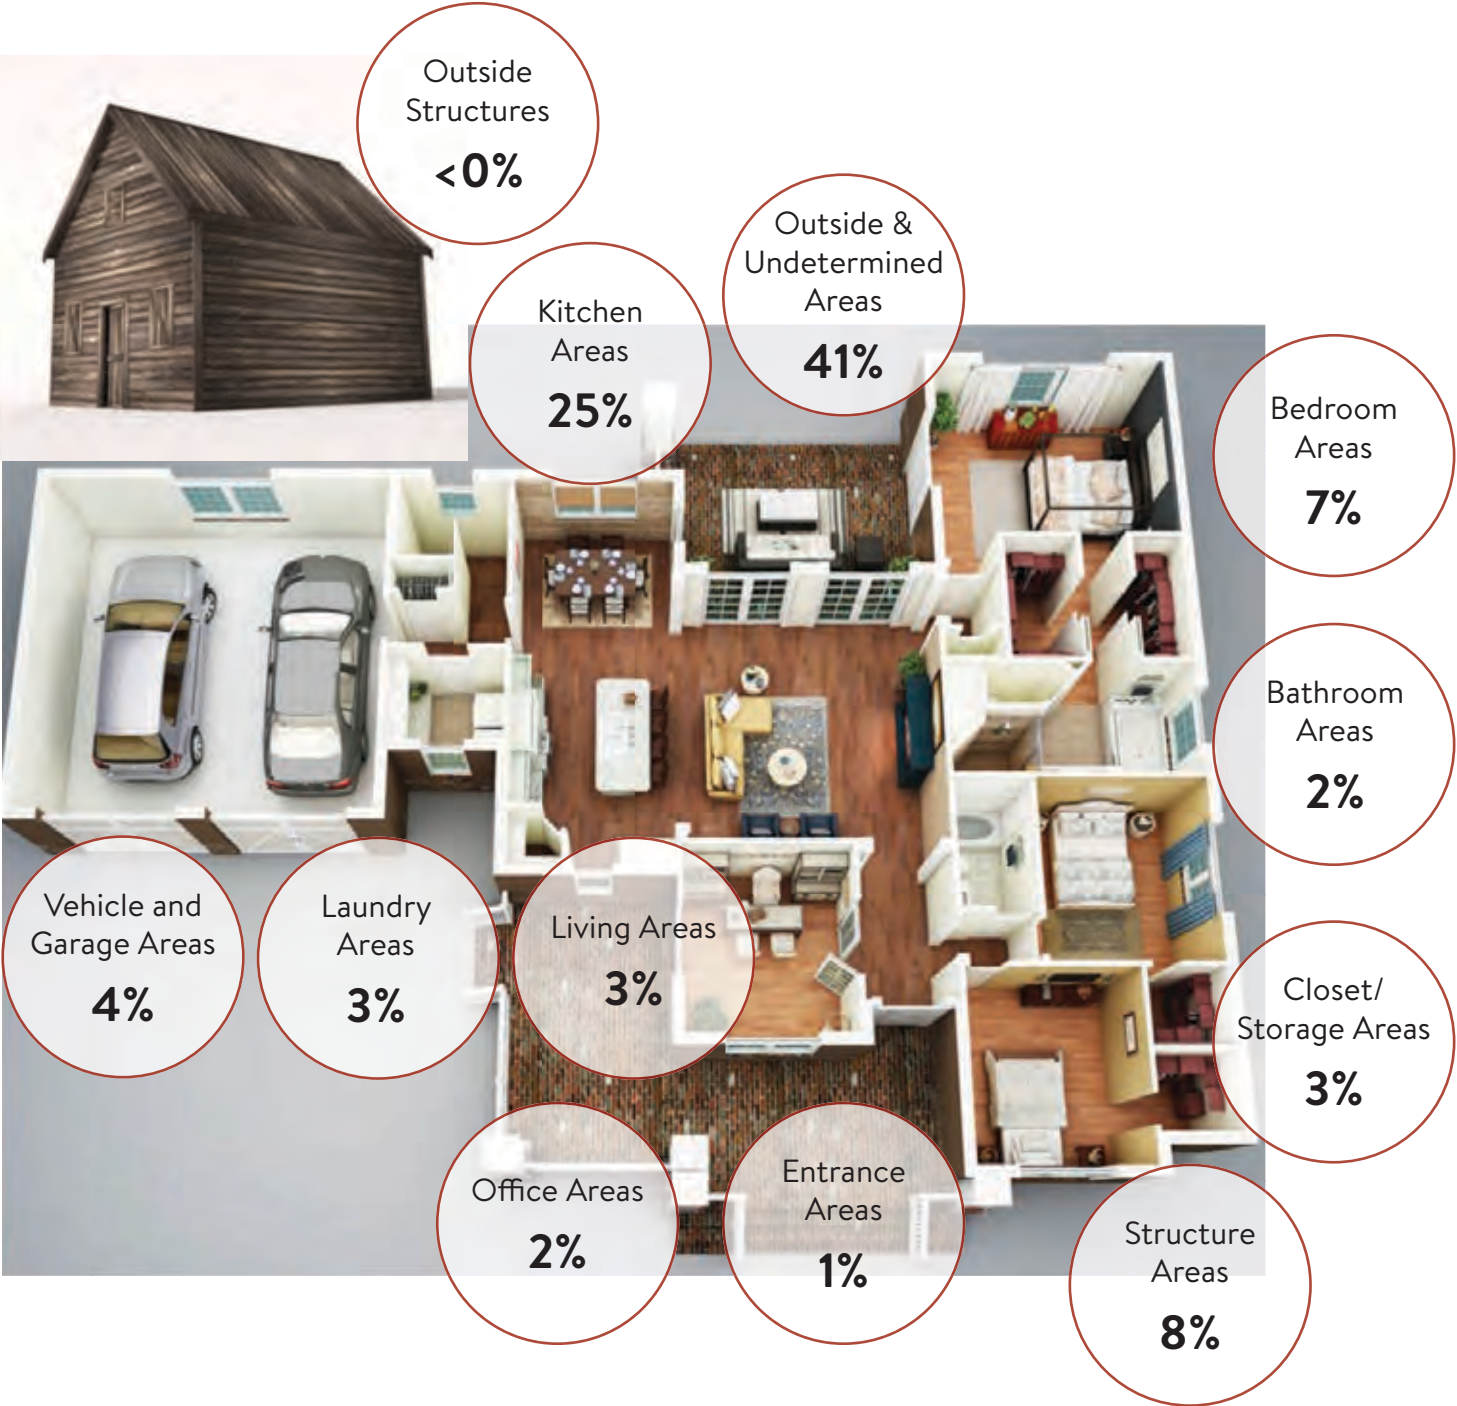 Outside
Structures
<0%
Outside &
Undetermined
Areas
41%
Kitchen
Areas
25%
Bedroom
Areas
7%
Bathroom
Areas
2%
Vehicle and
Garage Areas
4%
Laundry
Areas
3%
Living Areas
3%
Closet/
Storage Areas
3%
Office Areas
2%
Entrance
Areas
1%
Structure
Areas
8%